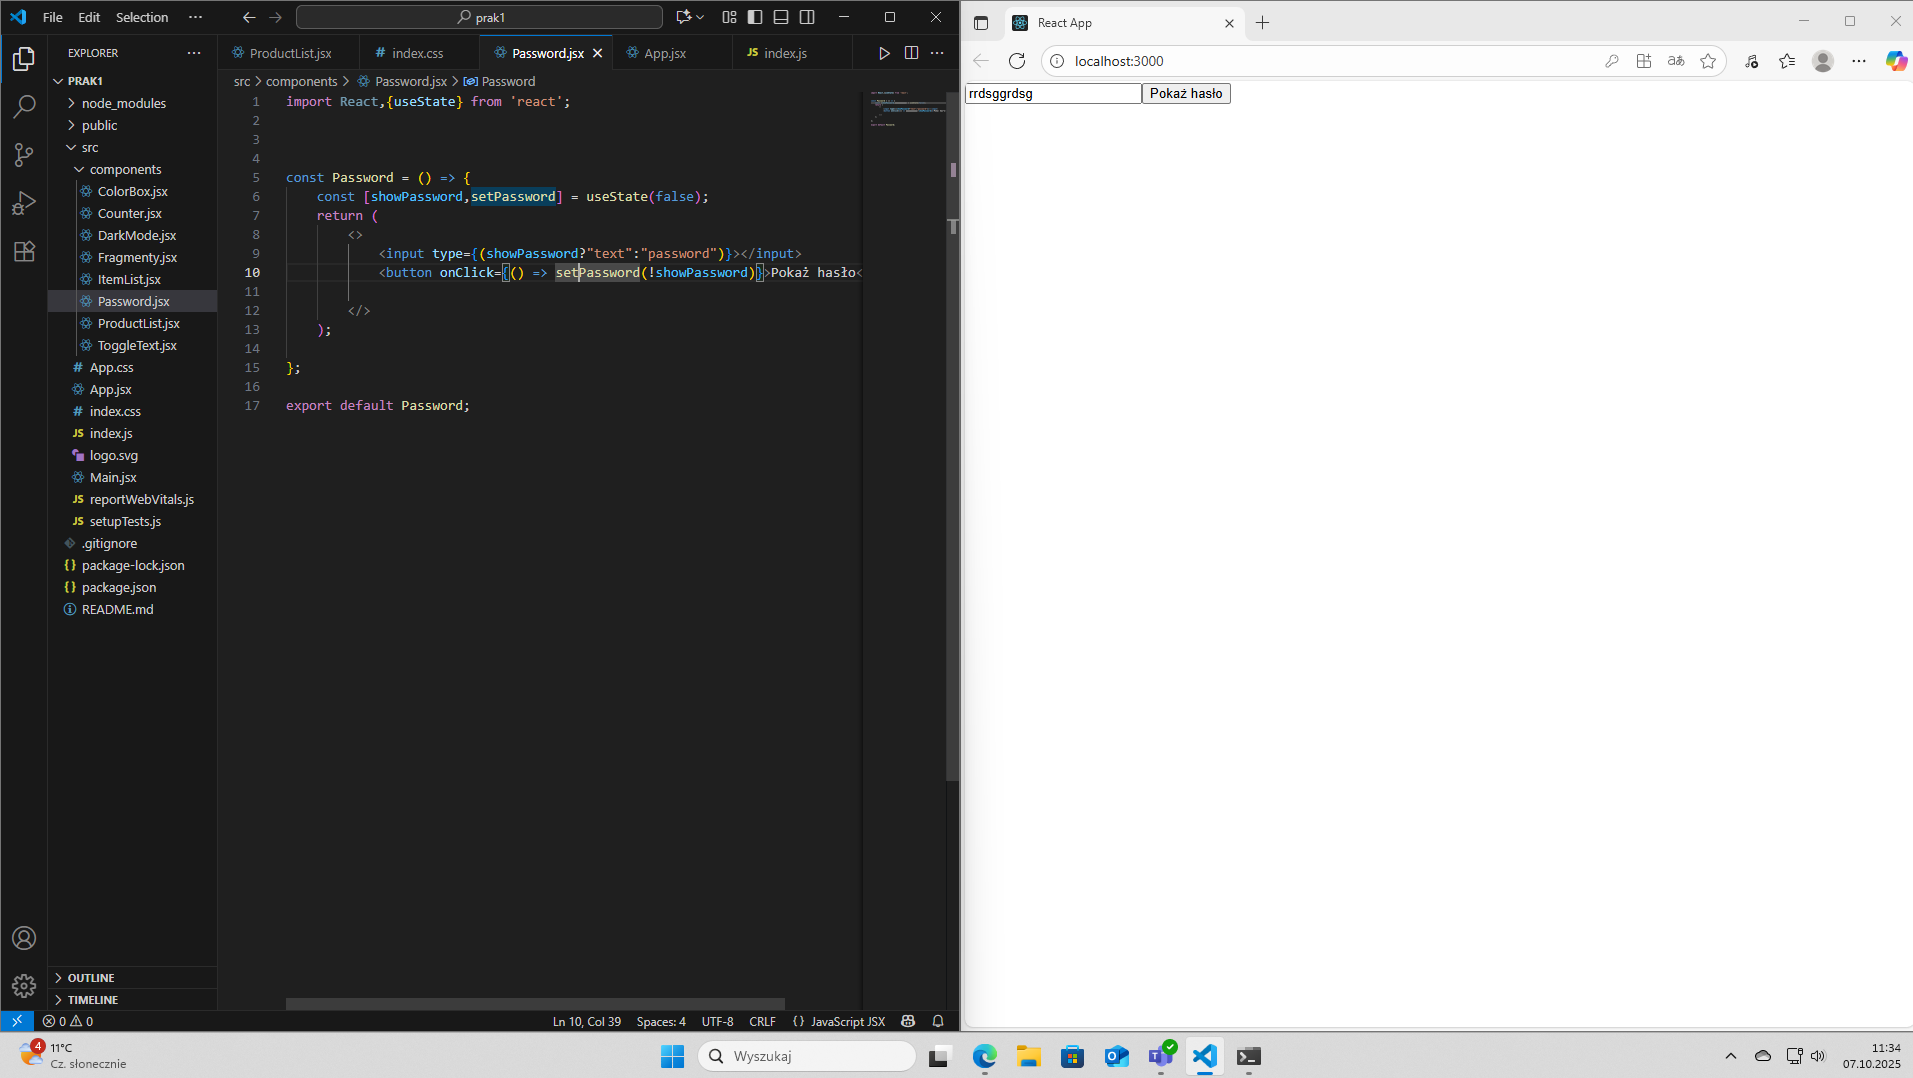 File Edit Selection ··· prak1
EXPLORER ···
PRAK1
node_modules
public
src
components
ColorBox.jsx
Counter.jsx
DarkMode.jsx
Fragmenty.jsx
ItemList.jsx
Password.jsx
ProductList.jsx
ToggleText.jsx
# App.css
App.jsx
# index.css
JS index.js
logo.svg
Main.jsx
JS reportWebVitals.js
JS setupTests.js
.gitignore
{} package-lock.json
{} package.json
README.md
OUTLINE
TIMELINE
ProductList.jsx # index.css Password.jsx App.jsx JS index.js ···
src > components > Password.jsx > Password
1 import React,{useState} from 'react';
2
3
4
5 const Password = () => {
6 const [showPassword,setPassword] = useState(false);
7 return (
8 <>
9 <input type={(showPassword?"text":"password")}></input>
10 <button onClick={() => setPassword(!showPassword)}>Pokaż hasło<
11
12 </>
13 );
14
15 };
16
17 export default Password;
0 0 Ln 10, Col 39 Spaces: 4 UTF-8 CRLF {} JavaScript JSX
React App
localhost:3000
rrdsggrdsg Pokaż hasło
4 11°C
Cz. słonecznie
Wyszukaj
11:34
07.10.2025